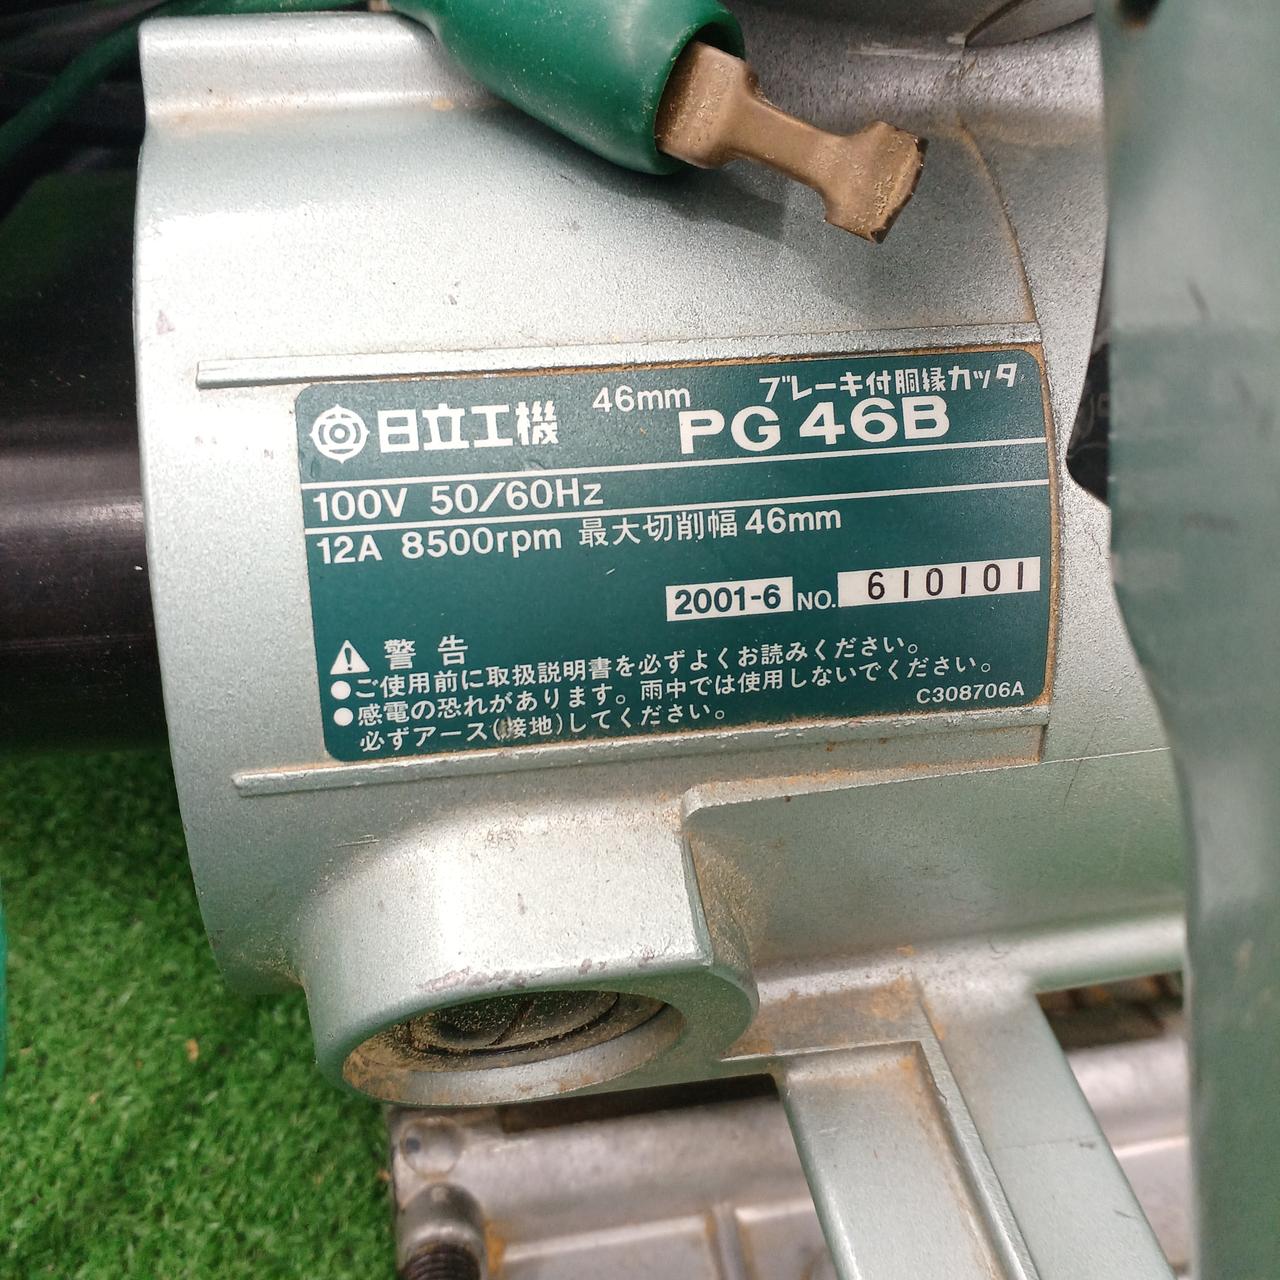 日立工機 46mm ブレーキ付胴縁カッタ
PG 46B
100V 50/60Hz
12A 8500rpm 最大切削幅 46mm
2001-6 NO. 610101
警告
●ご使用前に取扱説明書を必ずよくお読みください。
●感電の恐れがあります。雨中では使用しないでください。
必ずアース(接地)してください。
C308706A